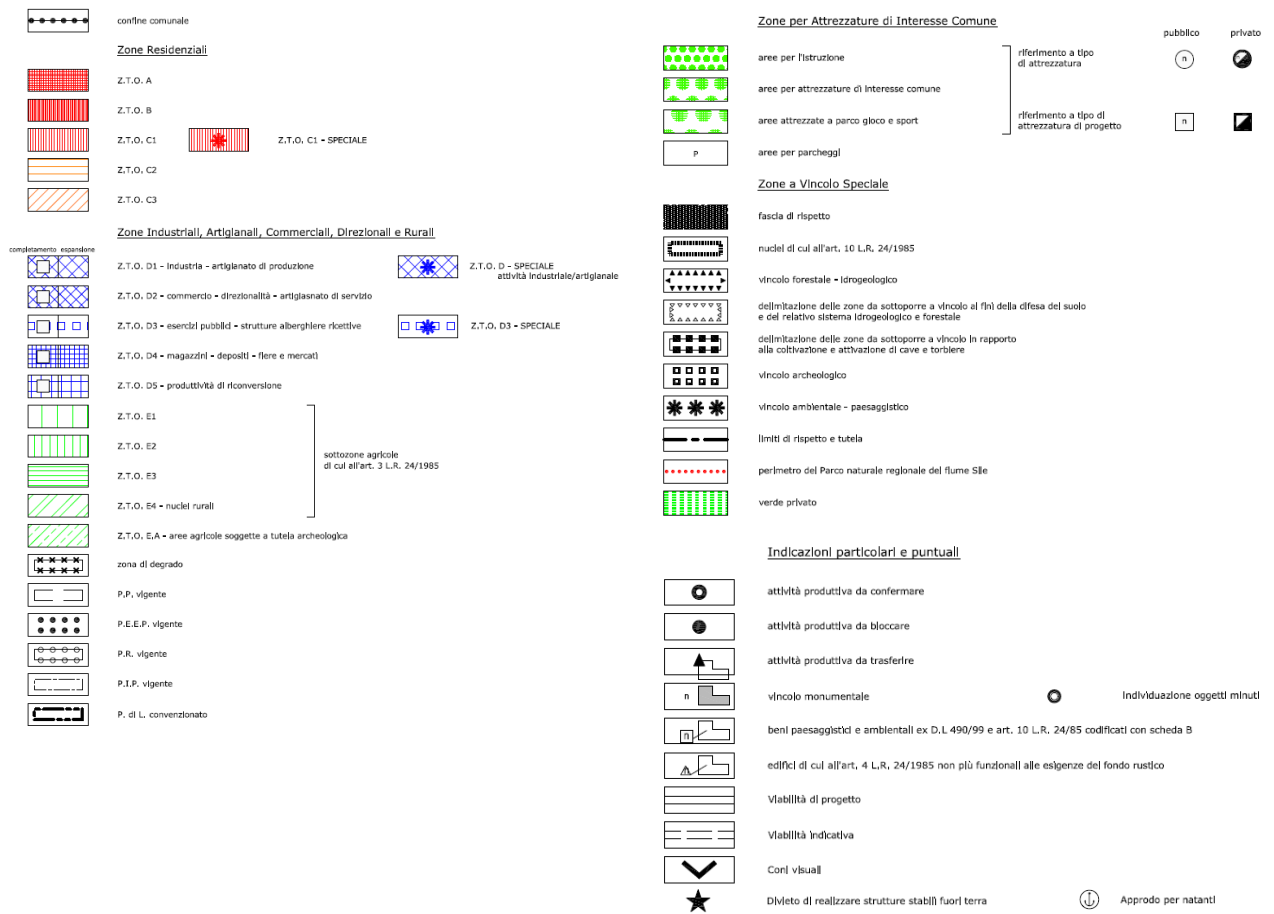 confine comunale
Zone Residenziali
Z.T.O. A
Z.T.O. B
Z.T.O. C1
Z.T.O. C1 - SPECIALE
Z.T.O. C2
Z.T.O. C3
Zone Industriali, Artigianali, Commerciali, Direzionali e Rurali
completamento espansione
Z.T.O. D1 - industria - artigianato di produzione
Z.T.O. D - SPECIALE
attività industriale/artigianale
Z.T.O. D2 - commercio - direzionalità - artigiasnato di servizio
Z.T.O. D3 - esercizi pubblici - strutture alberghiere ricettive
Z.T.O. D3 - SPECIALE
Z.T.O. D4 - magazzini - depositi - fiere e mercati
Z.T.O. D5 - produttività di riconversione
Z.T.O. E1
Z.T.O. E2
sottozone agricole
di cui all'art. 3 L.R. 24/1985
Z.T.O. E3
Z.T.O. E4 - nuclei rurali
Z.T.O. E.A - aree agricole soggette a tutela archeologica
zona di degrado
P.P. vigente
P.E.E.P. vigente
P.R. vigente
P.I.P. vigente
P. di L. convenzionato
Zone per Attrezzature di Interesse Comune
pubblico privato
aree per l'istruzione
riferimento a tipo
di attrezzatura
n
aree per attrezzature di interesse comune
aree attrezzate a parco gioco e sport
riferimento a tipo di
attrezzatura di progetto
n
P
aree per parcheggi
Zone a Vincolo Speciale
fascia di rispetto
nuclei di cui all'art. 10 L.R. 24/1985
vincolo forestale - idrogeologico
delimitazione delle zone da sottoporre a vincolo ai fini della difesa del suolo
e del relativo sistema idrogeologico e forestale
delimitazione delle zone da sottoporre a vincolo in rapporto
alla coltivazione e attivazione di cave e torbiere
vincolo archeologico
vincolo ambientale - paesaggistico
limiti di rispetto e tutela
perimetro del Parco naturale regionale del fiume Sile
verde privato
Indicazioni particolari e puntuali
attività produttiva da confermare
attività produttiva da bloccare
attività produttiva da trasferire
n
vincolo monumentale
individuazione oggetti minuti
n
beni paesaggistici e ambientali ex D.L 490/99 e art. 10 L.R. 24/85 codificati con scheda B
n
edifici di cui all'art. 4 L.R. 24/1985 non più funzionali alle esigenze del fondo rustico
Viabilità di progetto
Viabilità indicativa
Coni visuali
Divieto di realizzare strutture stabili fuori terra
Approdo per natanti